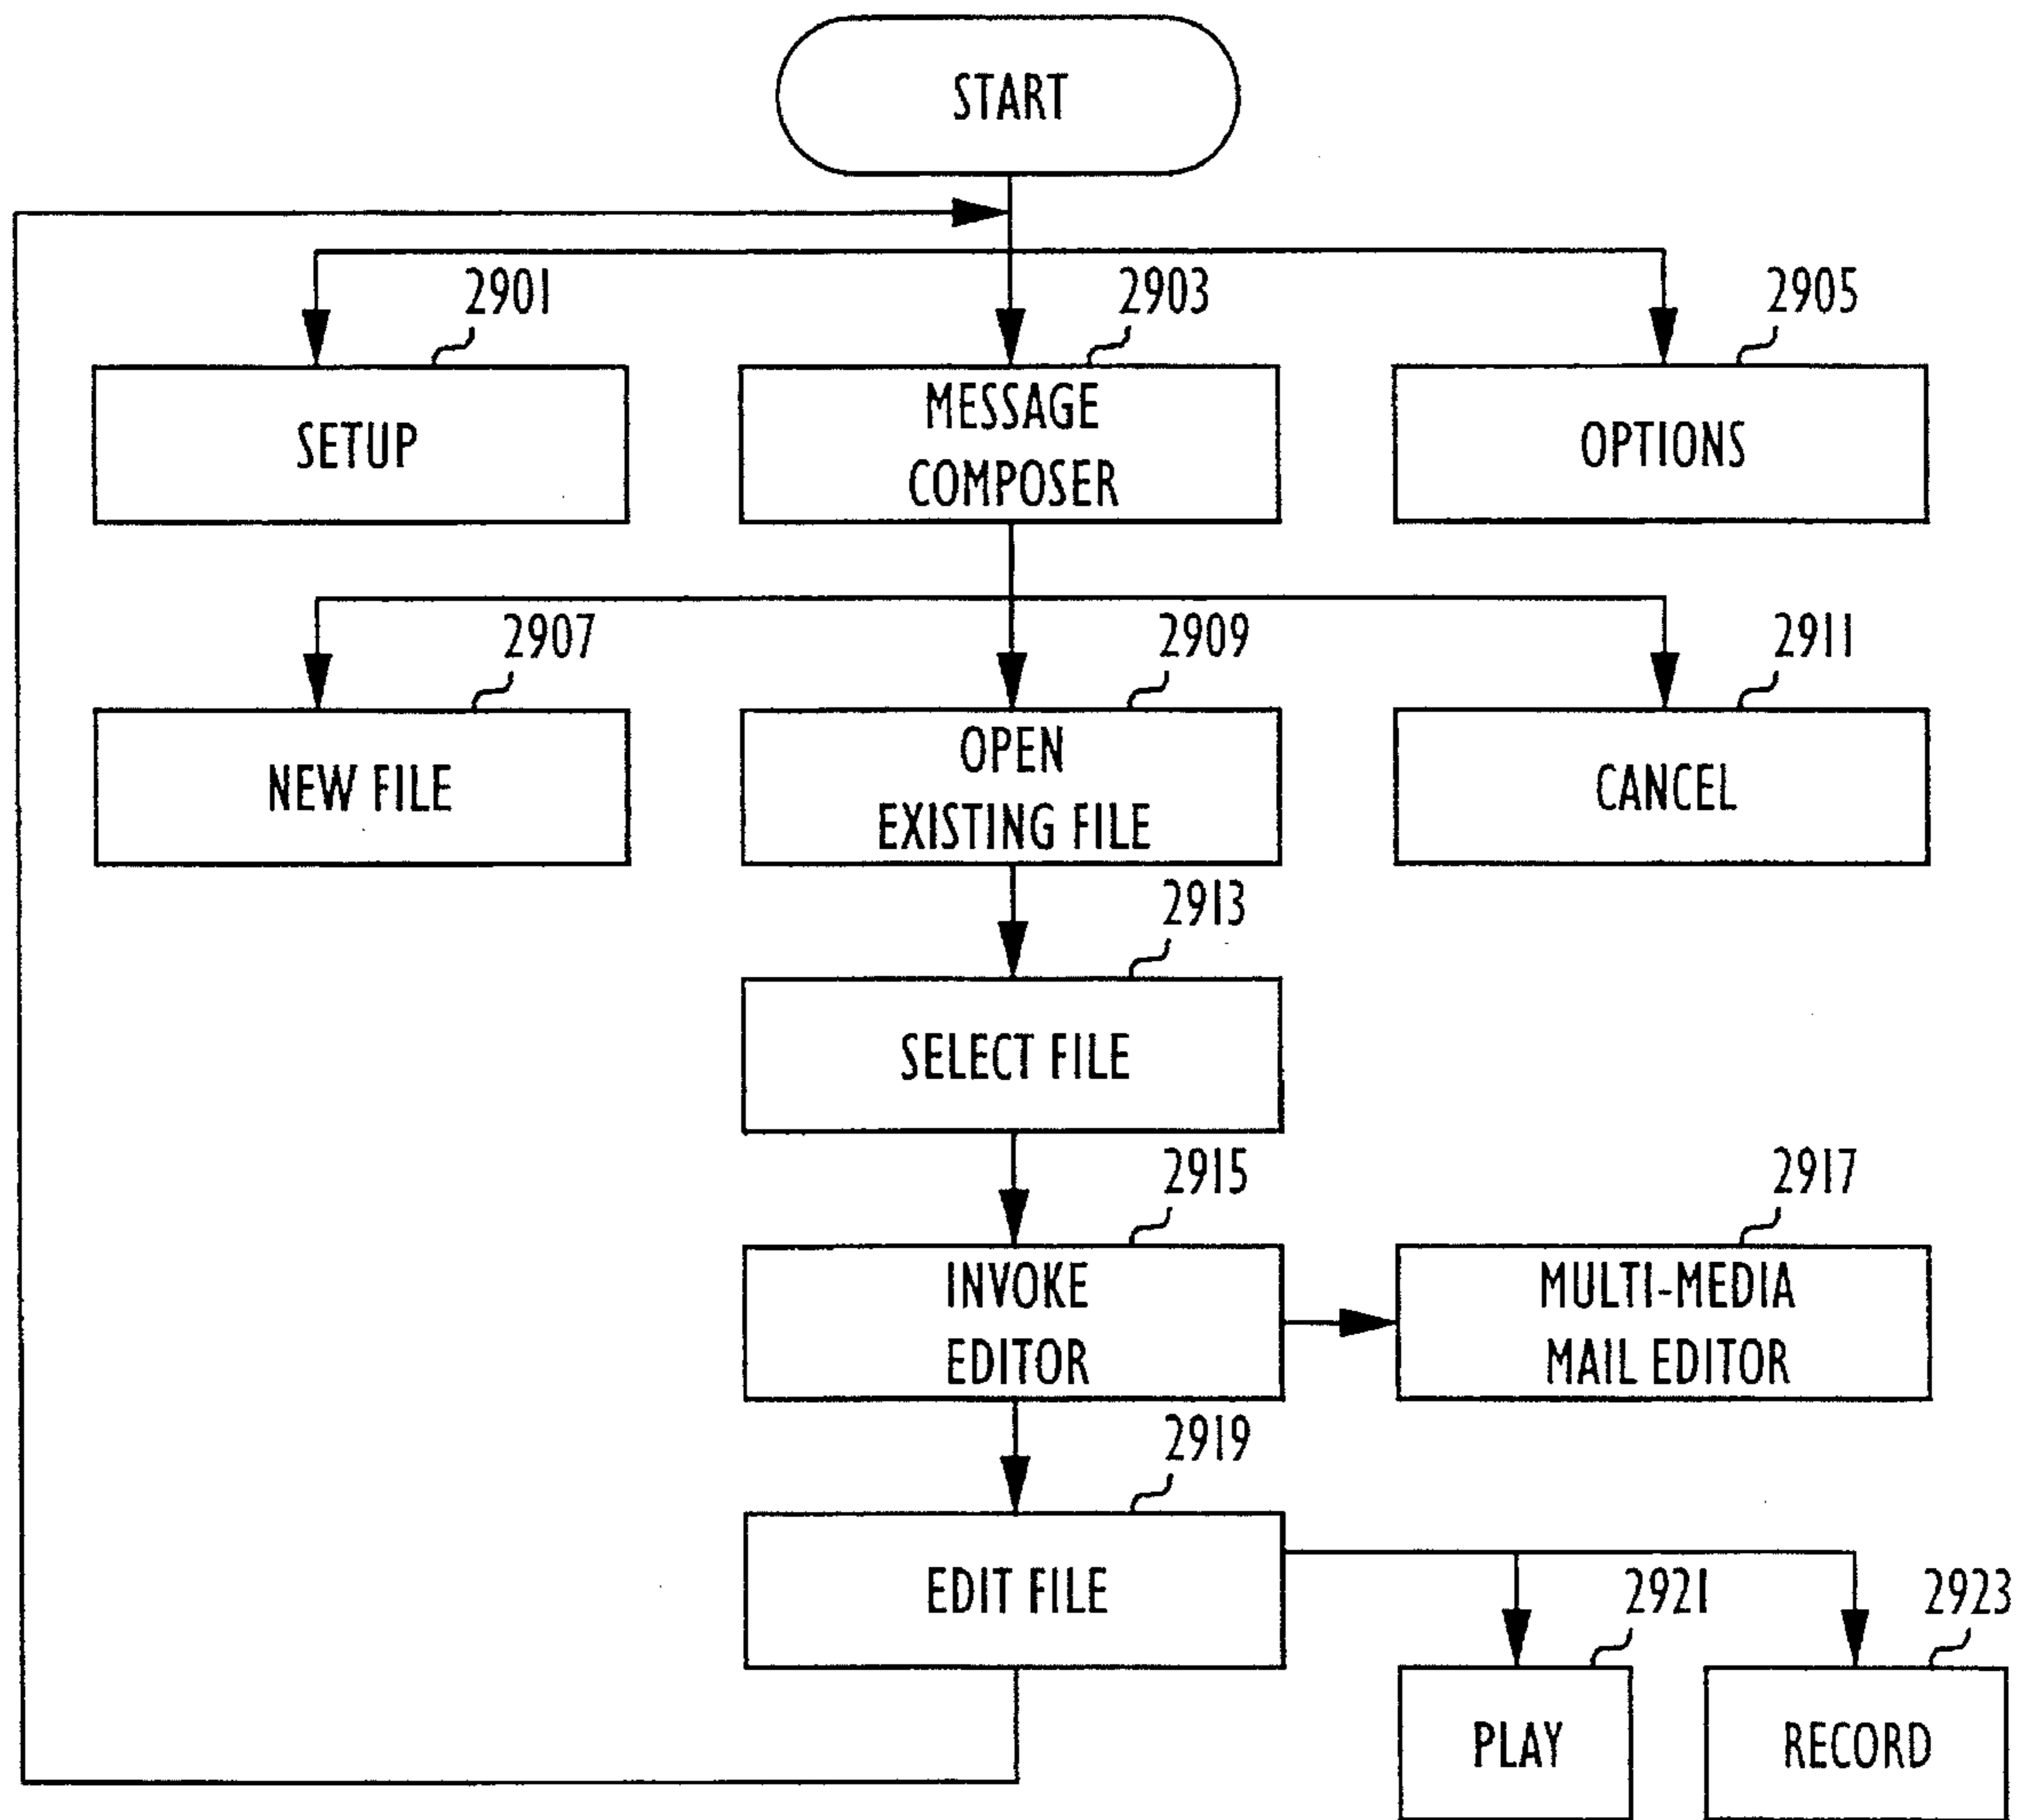 START
2901
2903
2905
SETUP
MESSAGE
COMPOSER
OPTIONS
2907
2909
2911
NEW FILE
OPEN
EXISTING FILE
CANCEL
2913
SELECT FILE
2915
2917
INVOKE
EDITOR
MULTI-MEDIA
MAIL EDITOR
2919
EDIT FILE
2921
2923
PLAY
RECORD